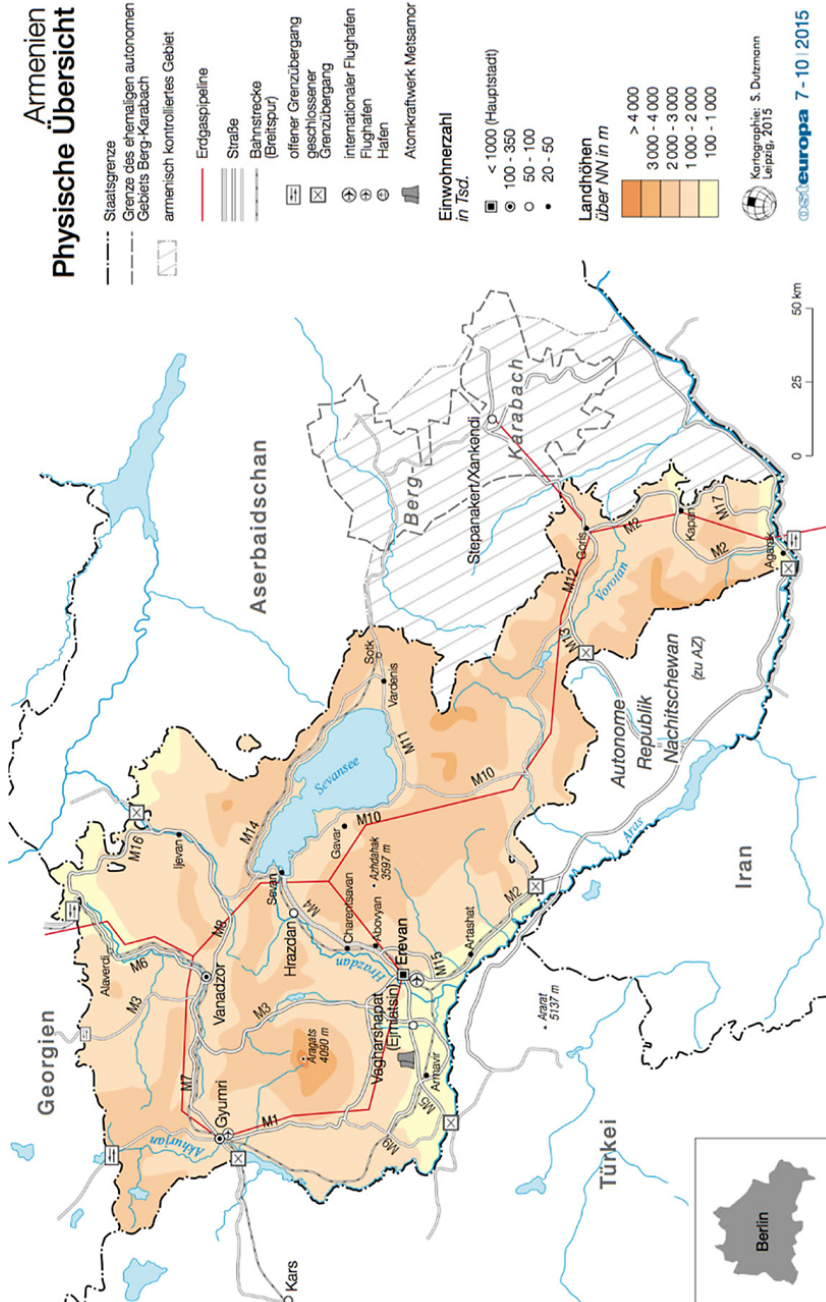 Armenien
Physische Übersicht
Staatsgrenze
Grenze des ehemaligen autonomen
Gebiets Berg-Karabach
armenisch kontrolliertes Gebiet
Erdgaspipeline
Straße
Bahnstrecke
(Breitspur)
offener Grenzübergang
geschlossener
Grenzübergang
internationaler Flughafen
Flughafen
Hafen
Atomkraftwerk Metsamor
Einwohnerzahl
in Tsd.
< 1000 (Hauptstadt)
100 - 350
50 - 100
20 - 50
Landhöhen
über NN in m
> 4 000
3 000 - 4 000
2 000 - 3 000
1 000 - 2 000
100 - 1 000
Kartographie: S. Dutzmann
Leipzig, 2015
osteuropa 7-10 | 2015
Georgien
Aserbaidschan
Alaverdi
M6
M3
M16
Ijevan
M7
Vanadzor
M8
M14
Sevansee
Sotk
Vardenis
M11
Gyumri
Akhurjan
M1
M3
Aragats
4090 m
Sevan
Hrazdan
M4
Gavar
M10
M10
Charentsavan
Azhdahak
3597 m
Abovyan
Hrazdan
Erevan
Vagharshapat
(Ejmiatsin)
M15
Artashat
M2
Armavir
M5
M9
Kars
Berg-
Karabach
Stepanakert/Xankendi
Goris
M12
M13
Vorotan
M2
Kapan
M17
M2
Agarak
Autonome
Republik
Nachitschewan
(zu AZ)
Aras
Ararat
5137 m
Türkei
Iran
0
25
50 km
Berlin